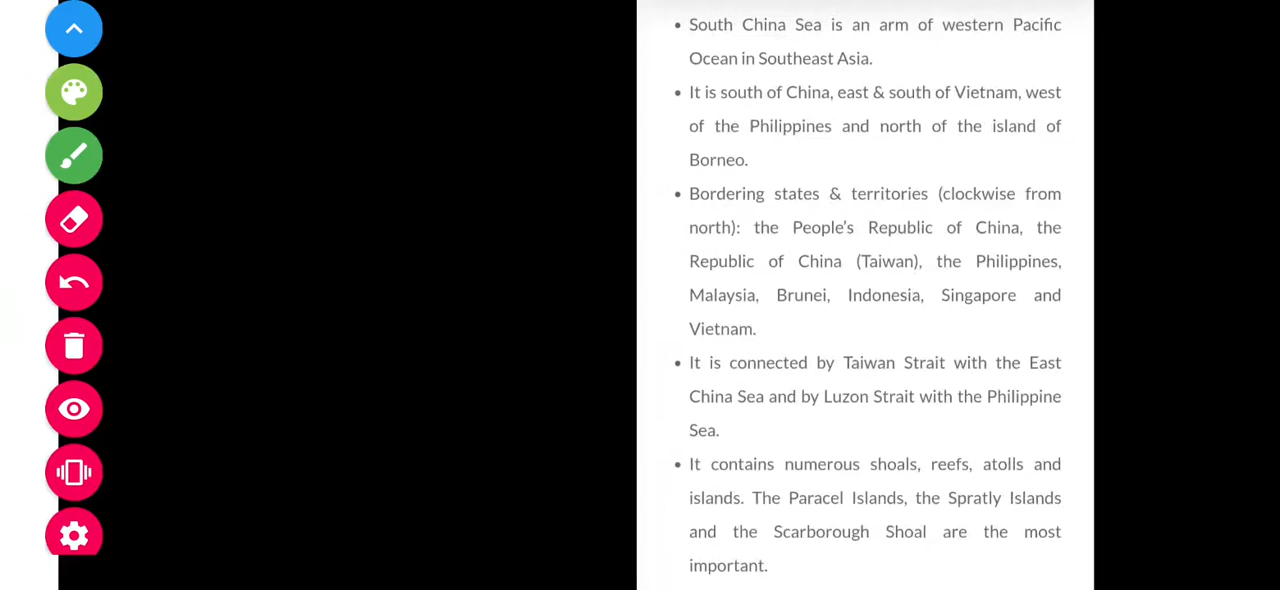 • South China Sea is an arm of western Pacific
Ocean in Southeast Asia.
• It is south of China, east & south of Vietnam, west
of the Philippines and north of the island of
Borneo.
• Bordering states & territories (clockwise from
north): the People's Republic of China, the
Republic of China (Taiwan), the Philippines,
Malaysia, Brunei, Indonesia, Singapore and
Vietnam.
• It is connected by Taiwan Strait with the East
China Sea and by Luzon Strait with the Philippine
Sea.
• It contains numerous shoals, reefs, atolls and
islands. The Paracel Islands, the Spratly Islands
and the Scarborough Shoal are the most
important.